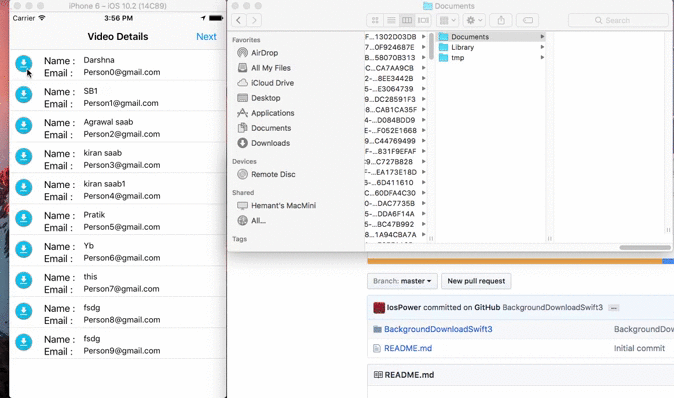 iPhone 6 – iOS 10.2 (14C89)
Carrier
3:56 PM
Video Details
Next
Name : Darshna
Email : Person0@gmail.com
Name : SB1
Email : Person1@gmail.com
Name : Agrawal saab
Email : Person2@gmail.com
Name : kiran saab
Email : Person3@gmail.com
Name : kiran saab1
Email : Person4@gmail.com
Name : Pratik
Email : Person5@gmail.com
Name : Yb
Email : Person6@gmail.com
Name : this
Email : Person7@gmail.com
Name : fsdg
Email : Person8@gmail.com
Name : fsdg
Email : Person9@gmail.com
Documents
Search
Favorites
AirDrop
All My Files
iCloud Drive
Desktop
Applications
Documents
Downloads
Devices
Remote Disc
Shared
Hemant's MacMini
All...
Tags
F...1302D03DB
7...0F924687E
B...58070B313
C...CA7AA9CB
2-...8EE3442B
5-...E3064739
9...DC28591F3
8...CAB1CA35F
4-...D084BDD9
E-...F052E1668
9...C44769499
F-...831F9EFAF
C9...C727B828
F-...EA173E18D
5-...6D411610
C...60DFA4C30
0-...DAC7735B
5-...DDA6F14A
5-...BC47B992
8...1A94CBA7A
Documents
Library
tmp
Branch: master
New pull request
IosPower committed on GitHub BackgroundDownloadSwift3 ...
BackgroundDownloadSwift3
BackgroundDow
README.md
Initial commit
README.md